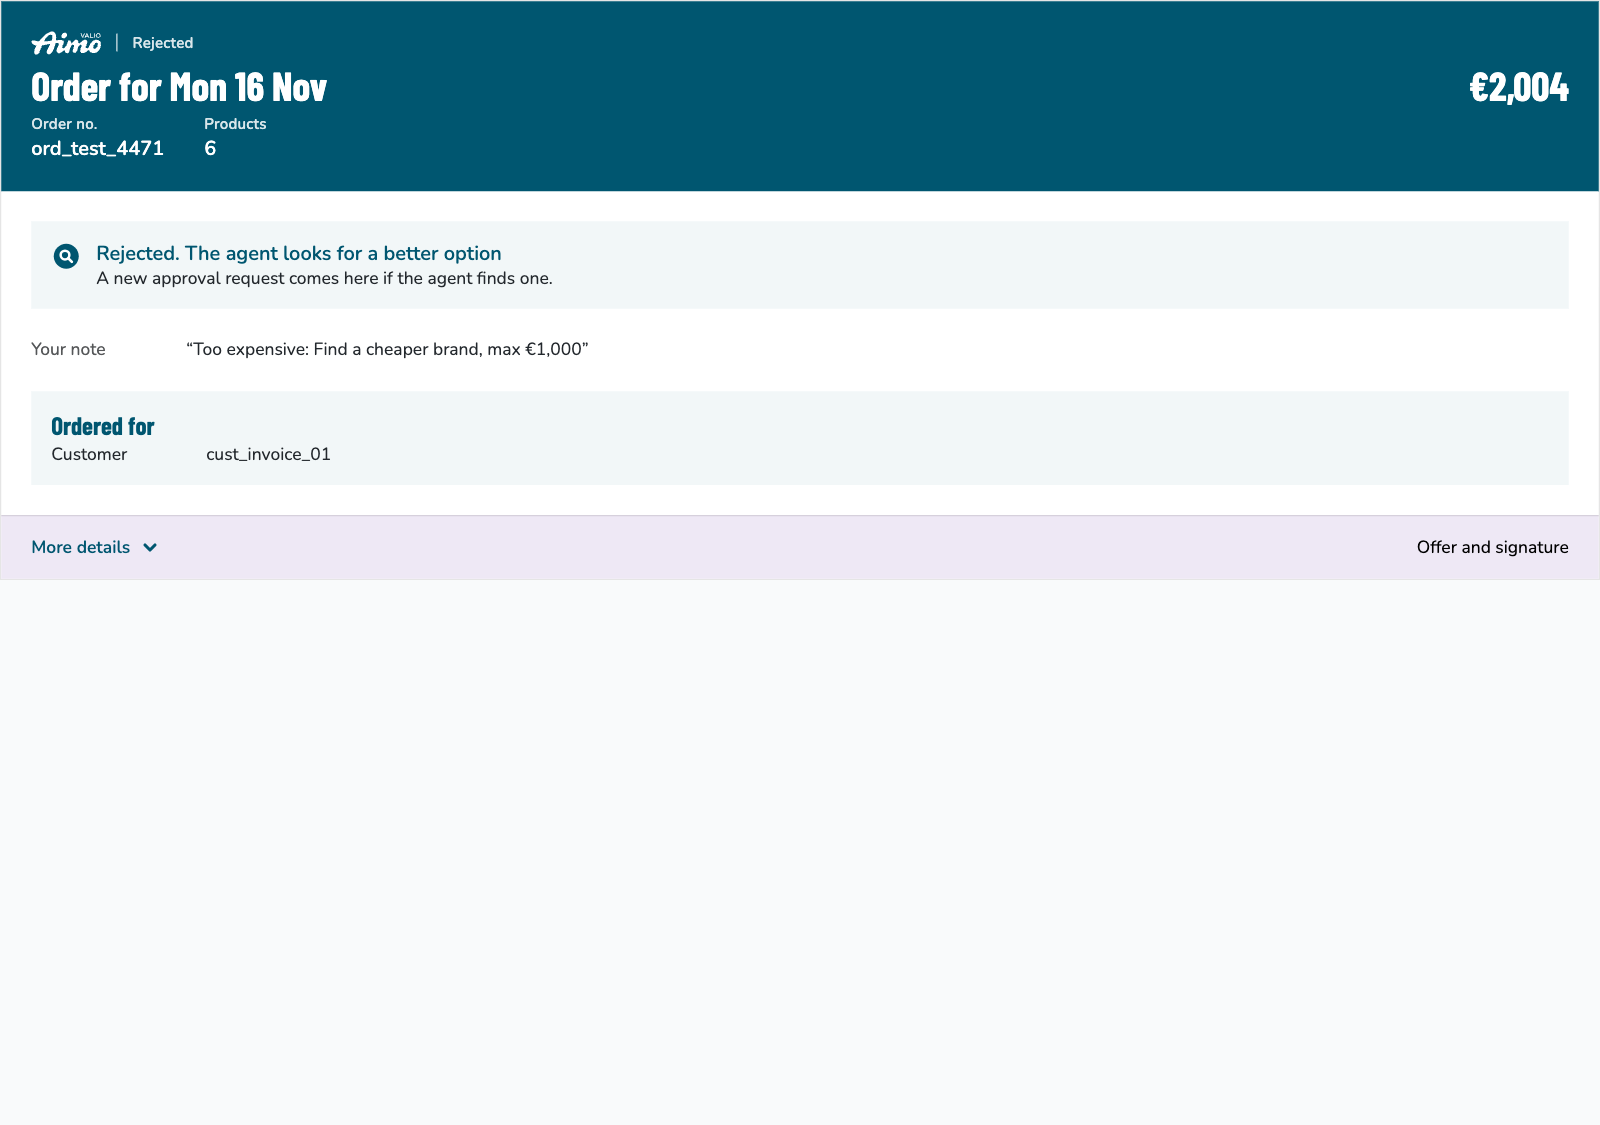 Aimo VALIO | Rejected
Order for Mon 16 Nov
€2,004
Order no. Products
ord_test_4471 6
Rejected. The agent looks for a better option
A new approval request comes here if the agent finds one.
Your note “Too expensive: Find a cheaper brand, max €1,000”
Ordered for
Customer cust_invoice_01
More details Offer and signature